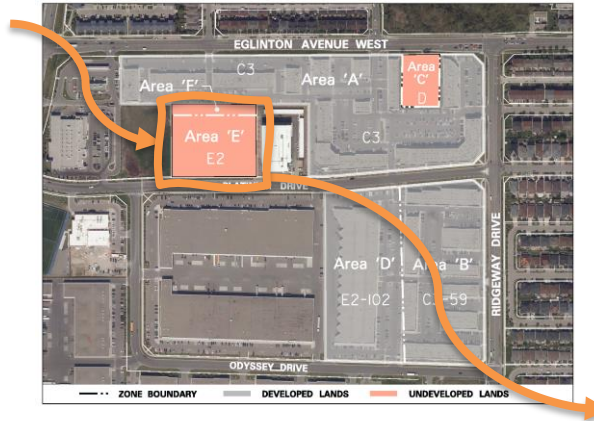 EGLINTON AVENUE WEST
C3
Area 'F'
Area 'A'
Area 'C'
D
Area 'E'
E2
C3
DRIVE
Area 'D'
Area 'B'
E2-102
RIDGEWAY DRIVE
ODYSSEY DRIVE
ZONE BOUNDARY
DEVELOPED LANDS
UNDEVELOPED LANDS